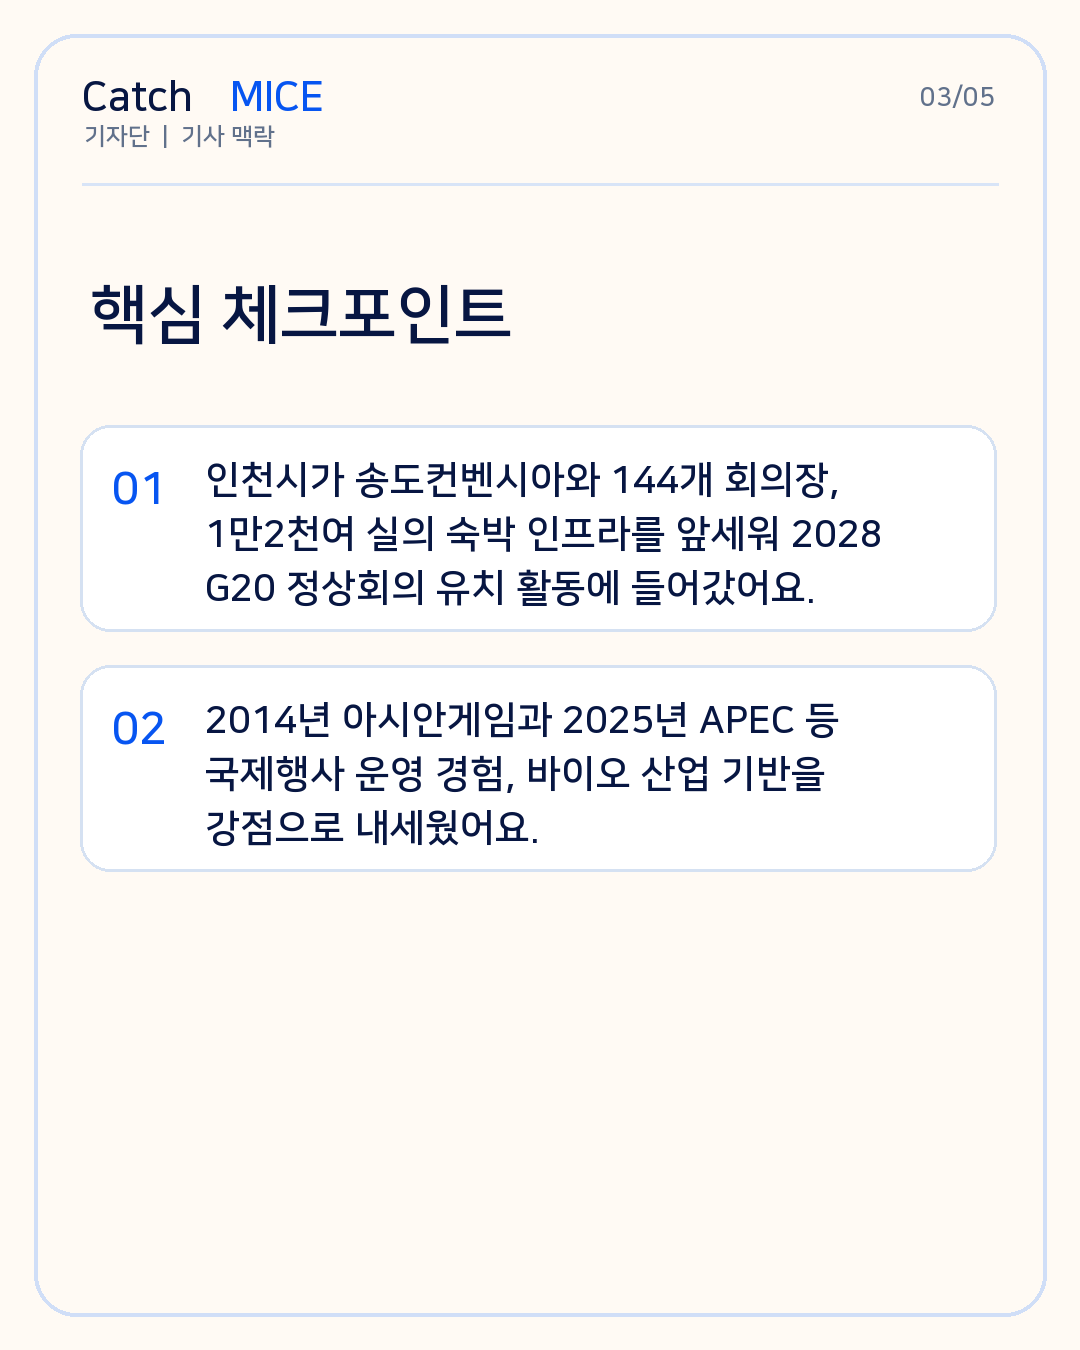 Catch MICE
03/05
기자단 | 기사 맥락
핵심 체크포인트
01
인천시가 송도컨벤시아와 144개 회의장,
1만2천여 실의 숙박 인프라를 앞세워 2028
G20 정상회의 유치 활동에 들어갔어요.
02
2014년 아시안게임과 2025년 APEC 등
국제행사 운영 경험, 바이오 산업 기반을
강점으로 내세웠어요.